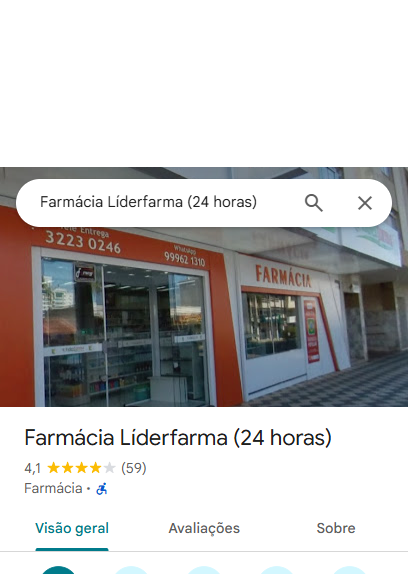 Farmácia Líderfarma (24 horas)
Tele Entrega
3223 0246
WhatsApp
99962 1310
FARMÁCIA
Farmácia Líderfarma (24 horas)
4,1 (59)
Farmácia ·
Visão geral Avaliações Sobre